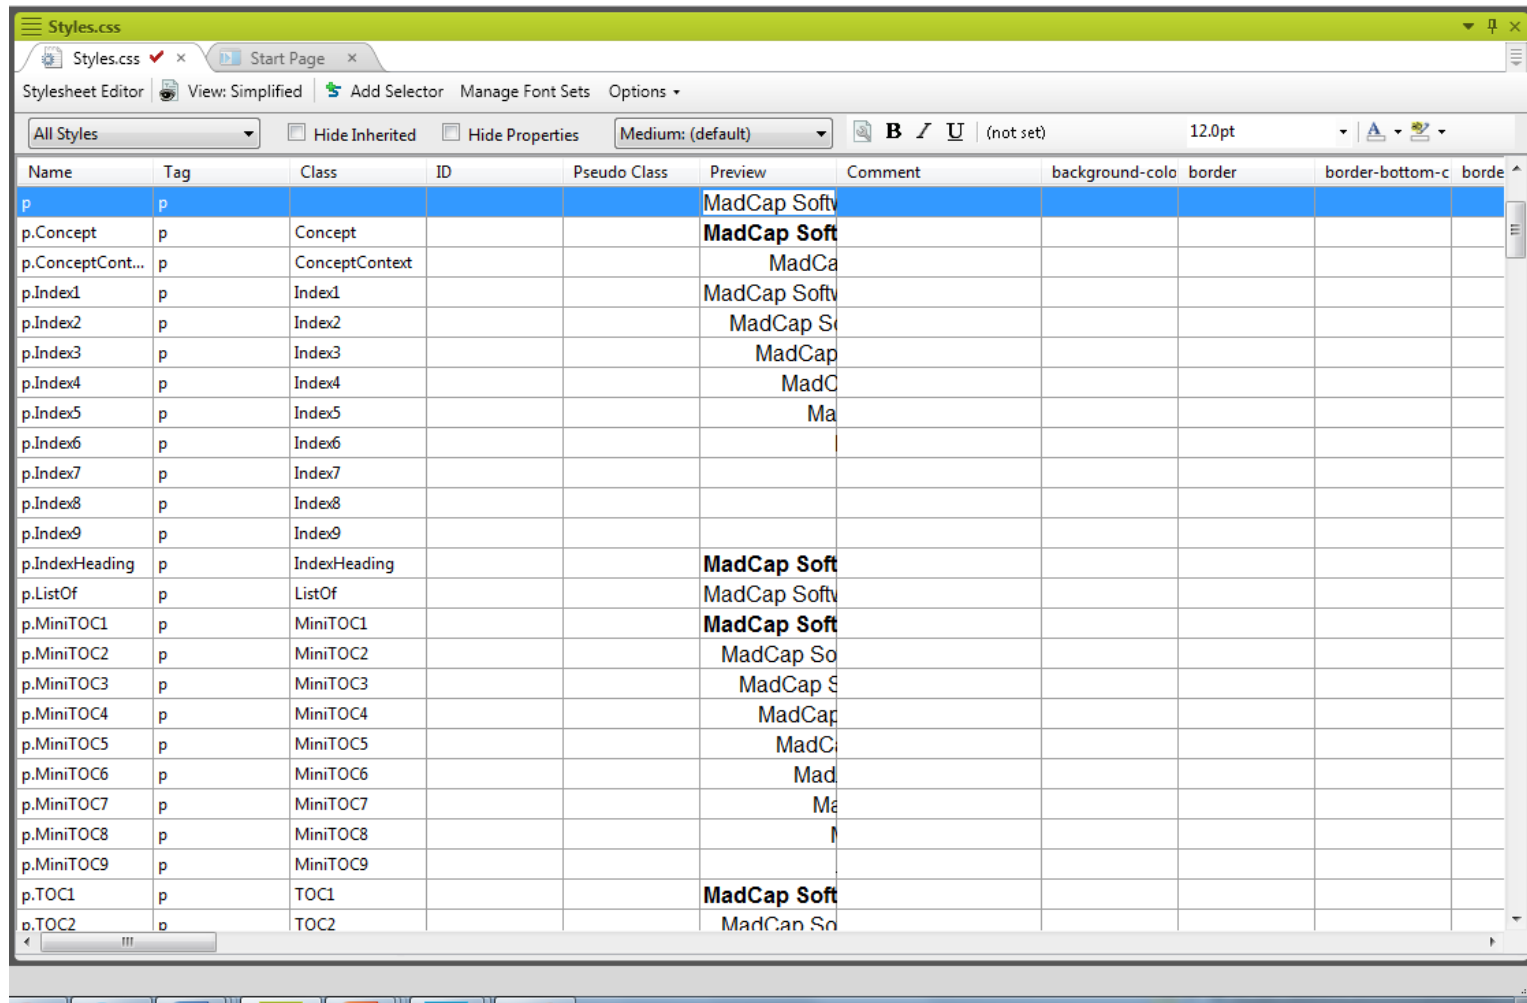 Styles.css
Styles.css Start Page
Stylesheet Editor View: Simplified Add Selector Manage Font Sets Options
All Styles Hide Inherited Hide Properties Medium: (default) B I U (not set) 12.0pt A
Name Tag Class ID Pseudo Class Preview Comment background-colo border border-bottom-c borde
p p MadCap Softw
p.Concept p Concept MadCap Soft
p.ConceptCont... p ConceptContext MadCa
p.Index1 p Index1 MadCap Softw
p.Index2 p Index2 MadCap So
p.Index3 p Index3 MadCap
p.Index4 p Index4 MadC
p.Index5 p Index5 Ma
p.Index6 p Index6
p.Index7 p Index7
p.Index8 p Index8
p.Index9 p Index9
p.IndexHeading p IndexHeading MadCap Soft
p.ListOf p ListOf MadCap Softw
p.MiniTOC1 p MiniTOC1 MadCap Soft
p.MiniTOC2 p MiniTOC2 MadCap So
p.MiniTOC3 p MiniTOC3 MadCap S
p.MiniTOC4 p MiniTOC4 MadCap
p.MiniTOC5 p MiniTOC5 MadCa
p.MiniTOC6 p MiniTOC6 Mad
p.MiniTOC7 p MiniTOC7 Ma
p.MiniTOC8 p MiniTOC8 M
p.MiniTOC9 p MiniTOC9
p.TOC1 p TOC1 MadCap Soft
p.TOC2 p TOC2 MadCap So